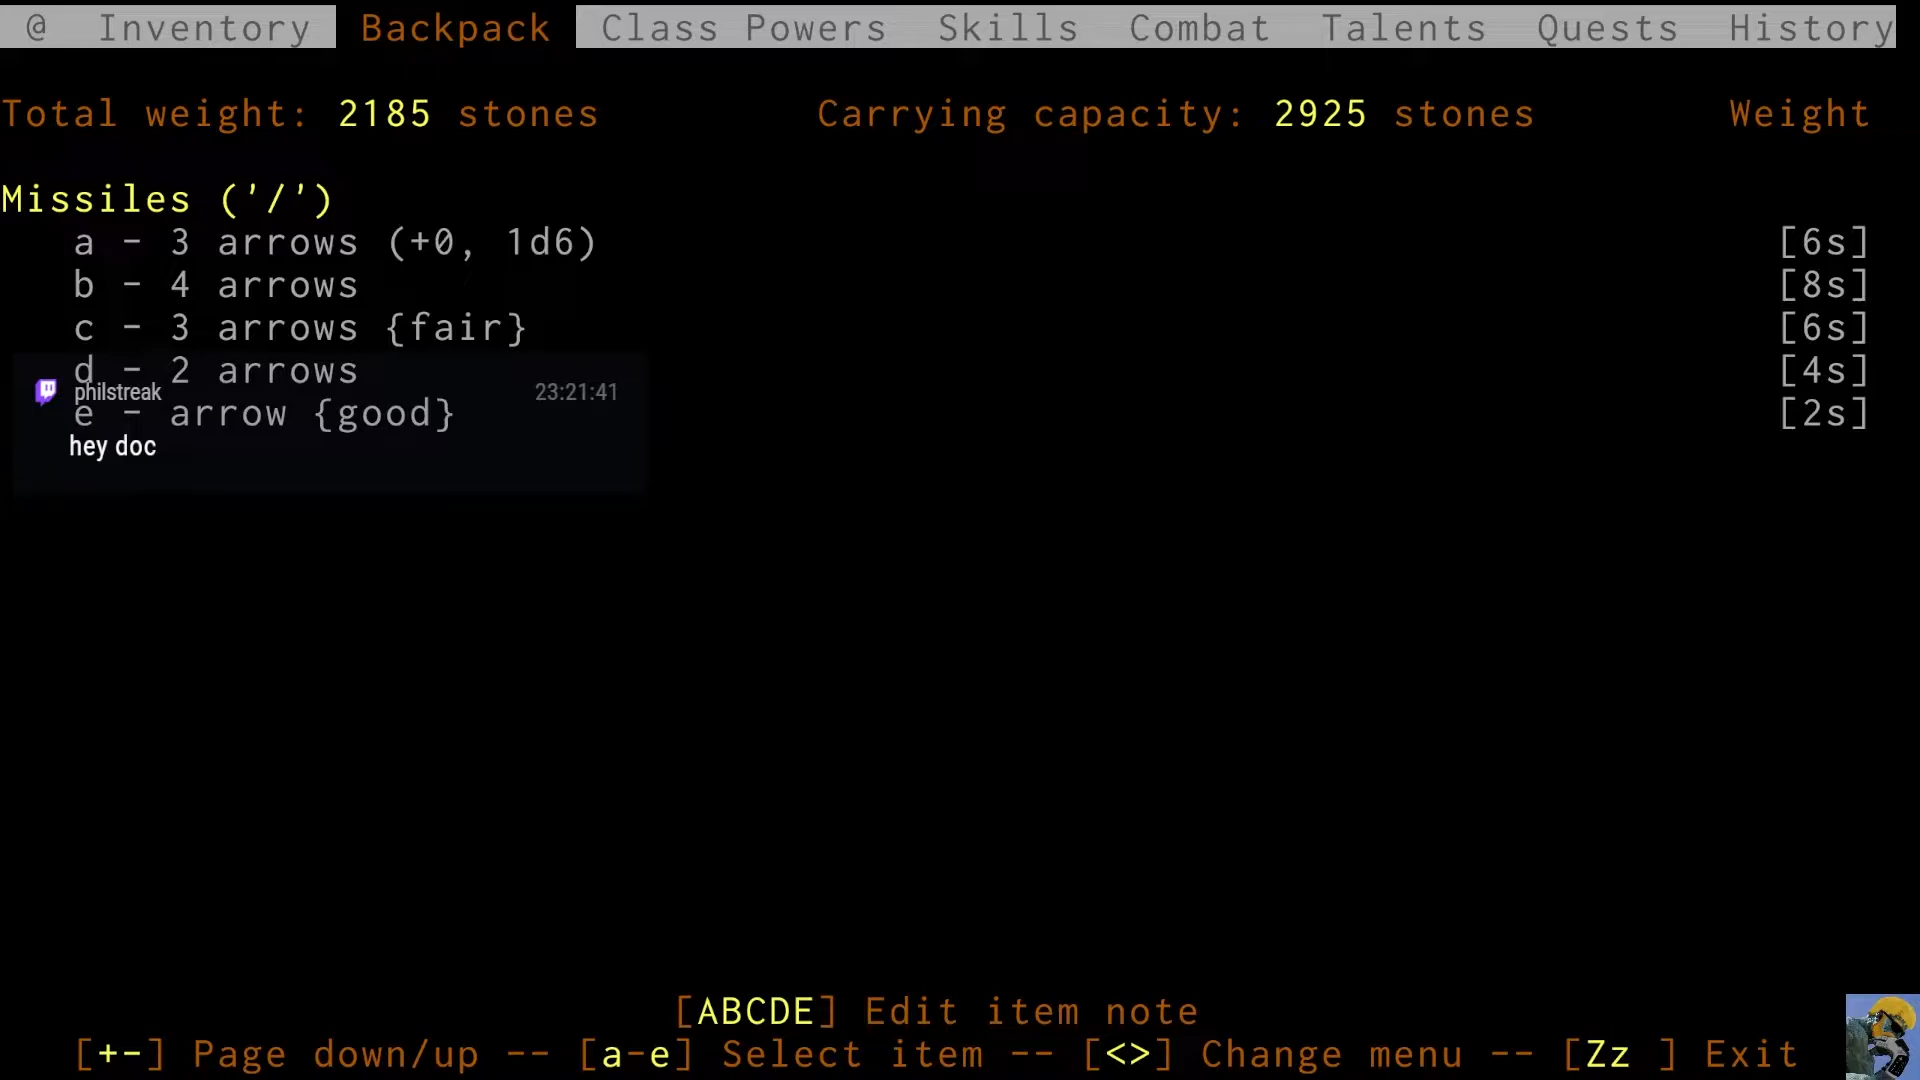 @ Inventory Backpack Class Powers Skills Combat Talents Quests History
Total weight: 2185 stones Carrying capacity: 2925 stones Weight
Missiles ('/')
a - 3 arrows (+0, 1d6) [6s]
b - 4 arrows [8s]
c - 3 arrows {fair} [6s]
d - 2 arrows [4s]
philstreak 23:21:41
e - arrow {good} [2s]
hey doc
[ABCDE] Edit item note
[+-] Page down/up -- [a-e] Select item -- [<>] Change menu -- [Zz ] Exit